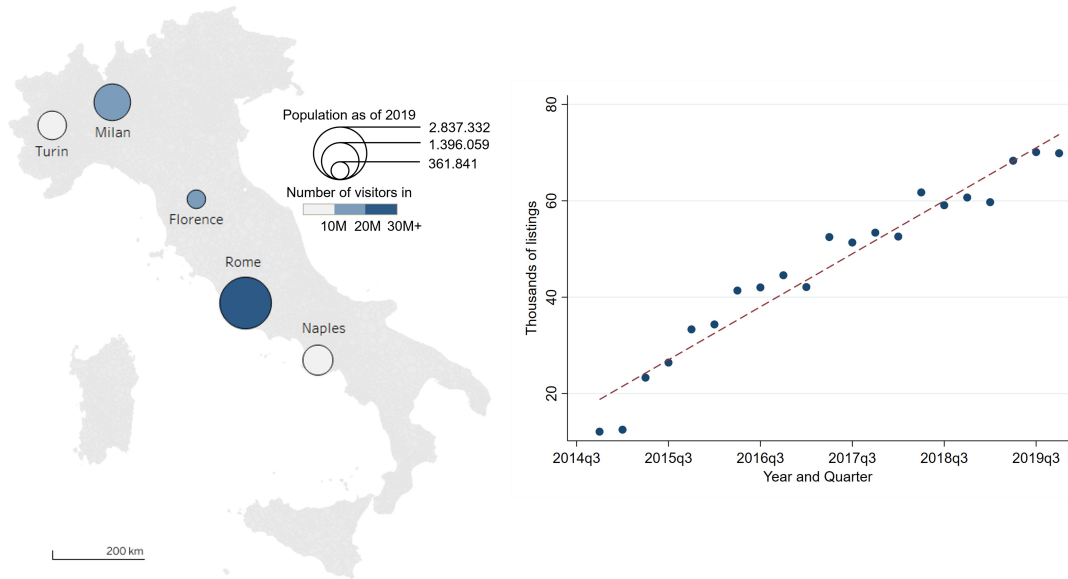 Milan
Turin
Florence
Rome
Naples
Population as of 2019
2.837.332
1.396.059
361.841
Number of visitors in
10M 20M 30M+
200 km
80
60
40
20
Thousands of listings
2014q3 2015q3 2016q3 2017q3 2018q3 2019q3
Year and Quarter